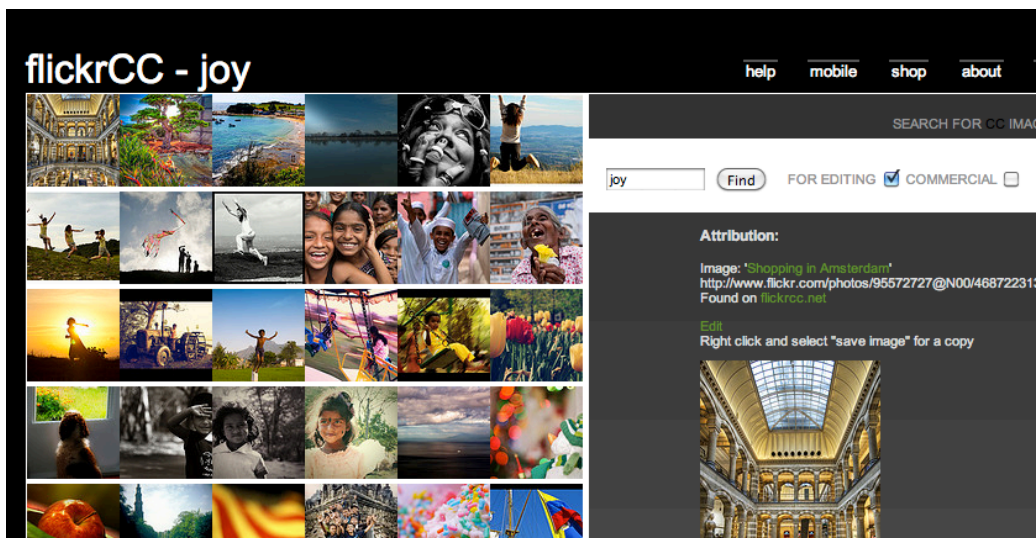 flickrCC - joy
help mobile shop about
SEARCH FOR CC
joy Find FOR EDITING COMMERCIAL
Attribution:
Image: 'Shopping in Amsterdam'
http://www.flickr.com/photos/95572727@N00/468722313
Found on flickrcc.net
Edit
Right click and select "save image" for a copy